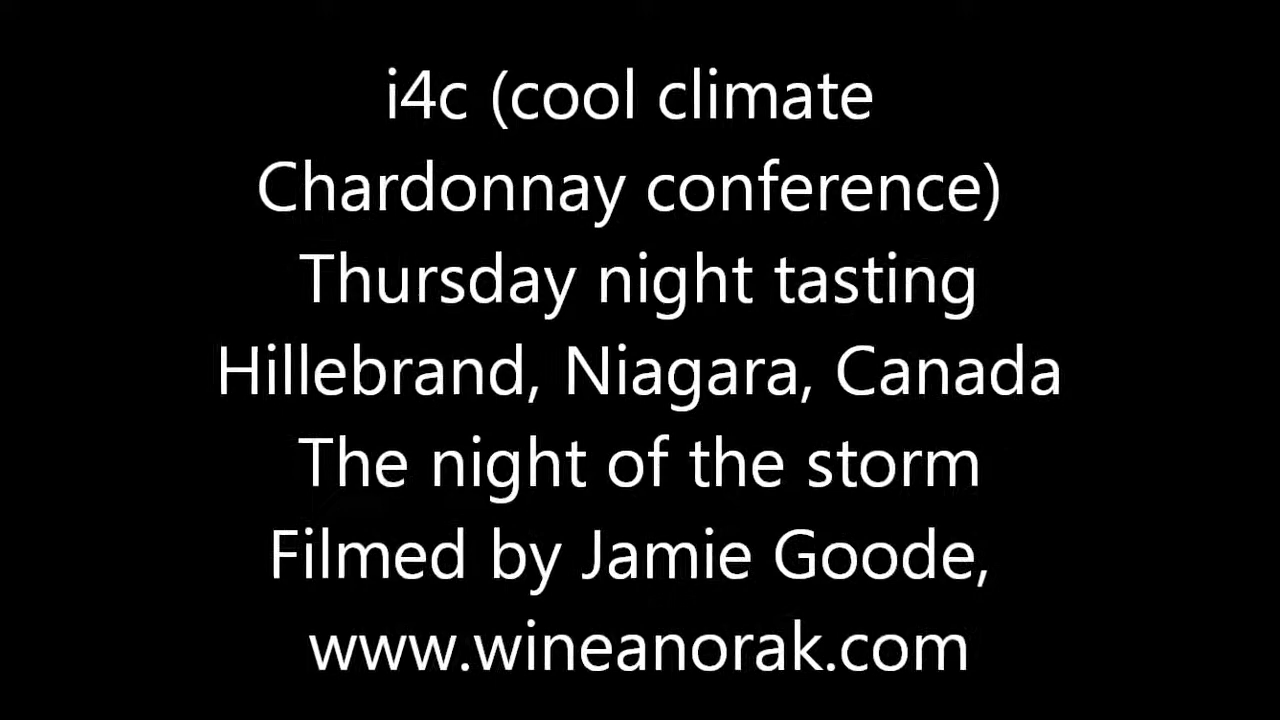 i4c (cool climate
Chardonnay conference)
Thursday night tasting
Hillebrand, Niagara, Canada
The night of the storm
Filmed by Jamie Goode,
www.wineanorak.com